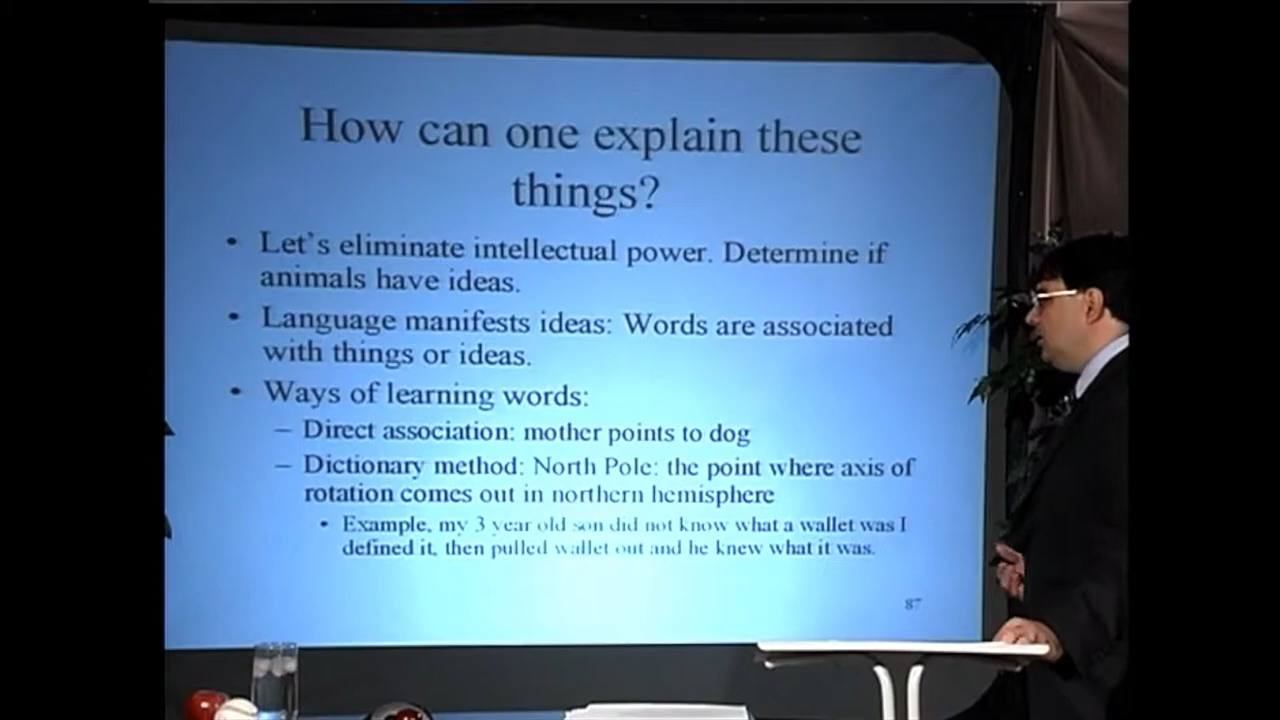 How can one explain these
things?
• Let's eliminate intellectual power. Determine if
animals have ideas.
• Language manifests ideas: Words are associated
with things or ideas.
• Ways of learning words:
– Direct association: mother points to dog
– Dictionary method: North Pole: the point where axis of
rotation comes out in northern hemisphere
• Example, my 3 year old son did not know what a wallet was I
defined it, then pulled wallet out and he knew what it was.
87